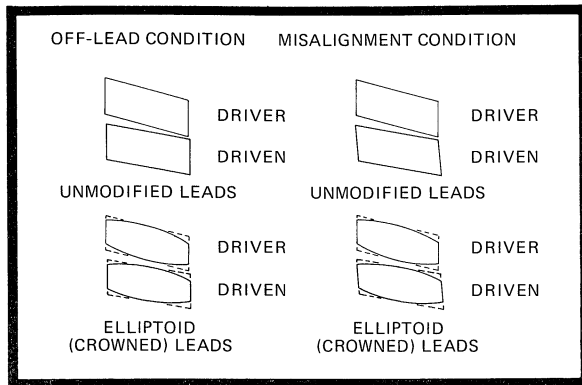 OFF-LEAD CONDITION
MISALIGNMENT CONDITION
DRIVER
DRIVEN
UNMODIFIED LEADS
DRIVER
DRIVEN
UNMODIFIED LEADS
DRIVER
DRIVEN
ELLIPTOID
(CROWNED) LEADS
DRIVER
DRIVEN
ELLIPTOID
(CROWNED) LEADS